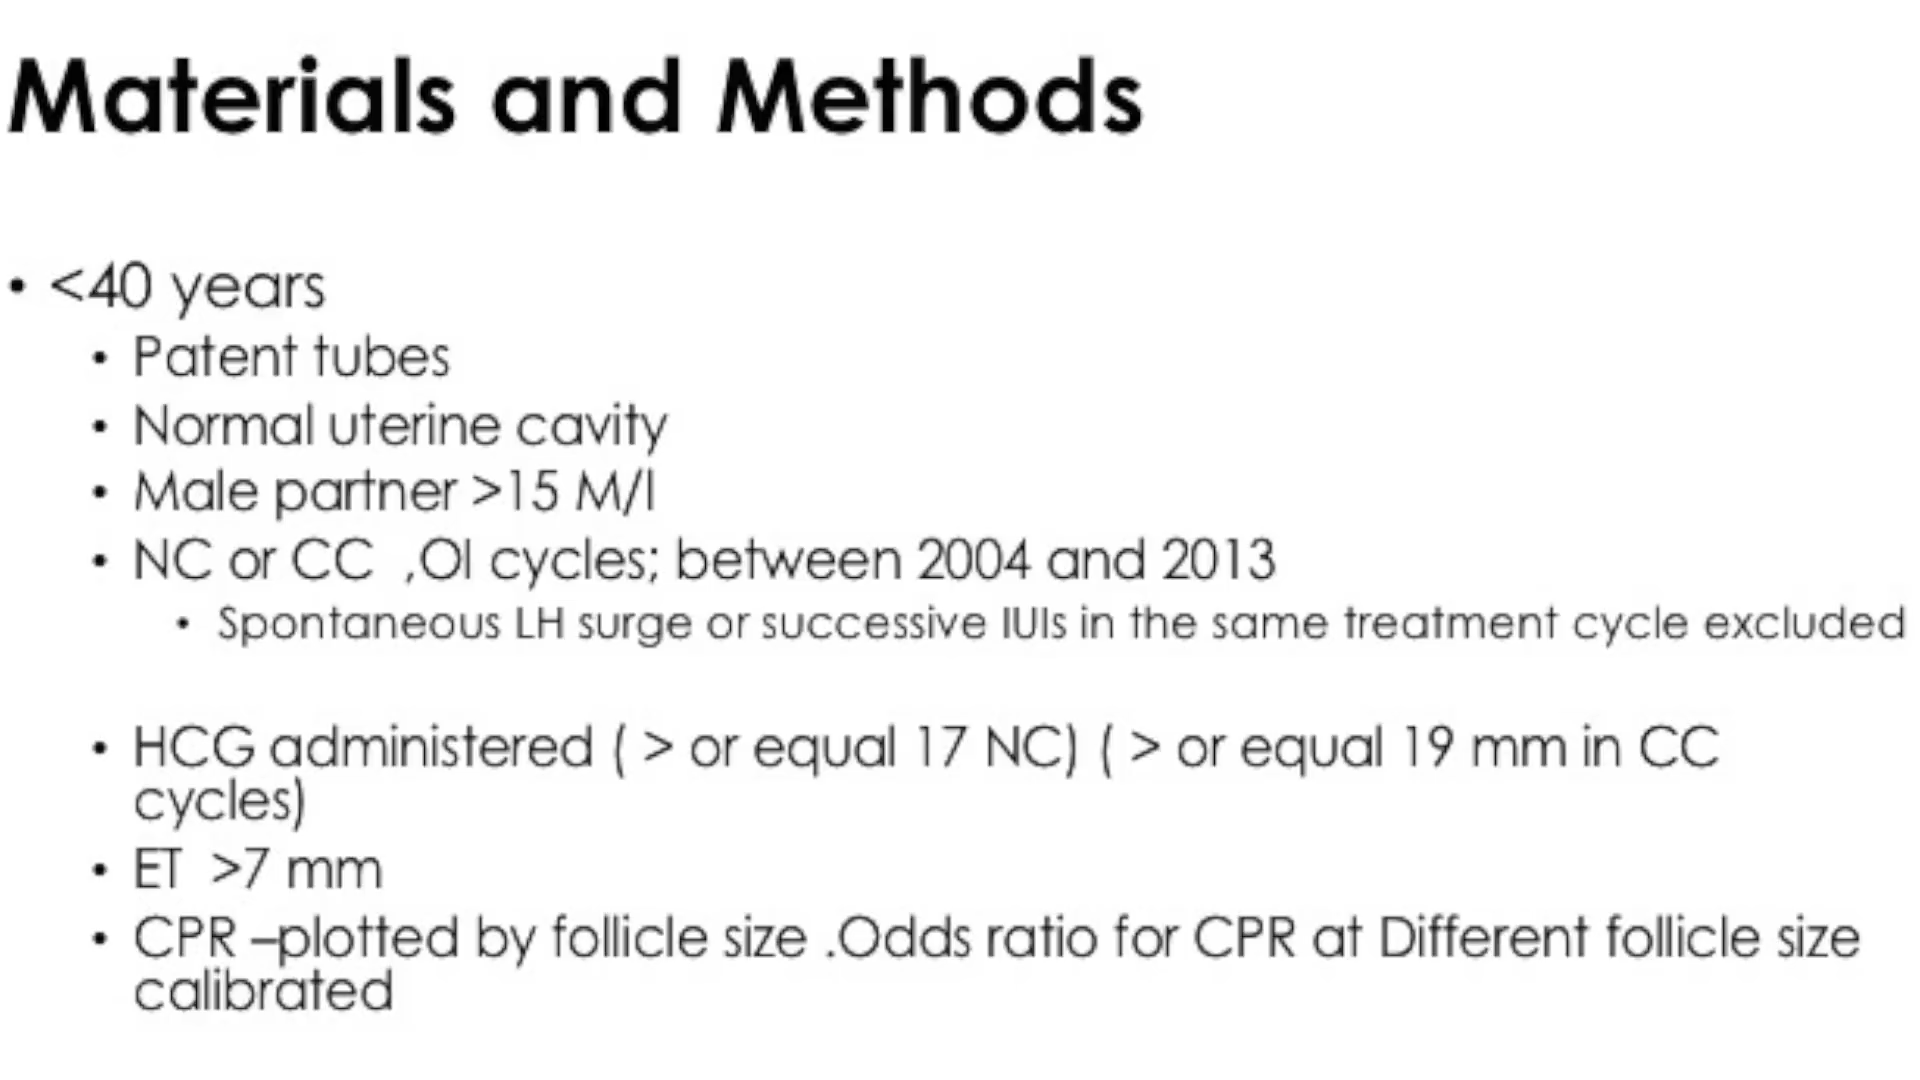 Materials and Methods
• <40 years
• Patent tubes
• Normal uterine cavity
• Male partner >15 M/l
• NC or CC ,OI cycles; between 2004 and 2013
• Spontaneous LH surge or successive IUIs in the same treatment cycle excluded
• HCG administered ( > or equal 17 NC) ( > or equal 19 mm in CC
cycles)
• ET >7 mm
• CPR –plotted by follicle size .Odds ratio for CPR at Different follicle size
calibrated